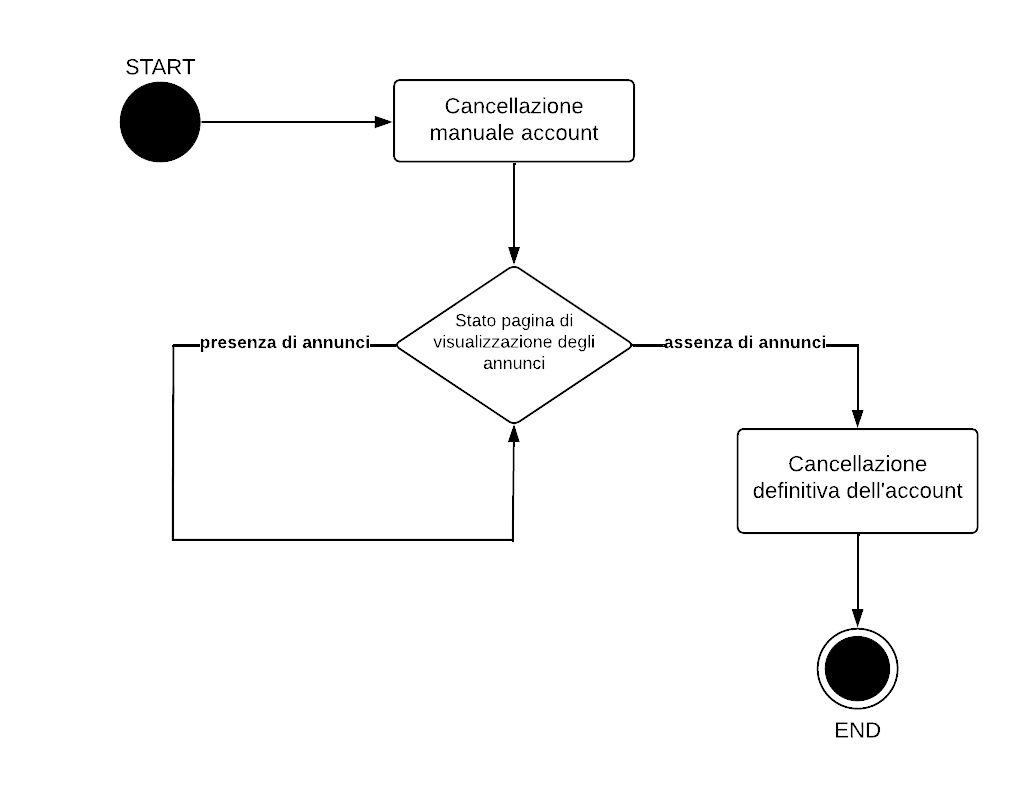 START
Cancellazione
manuale account
Stato pagina di
visualizzazione degli
annunci
presenza di annunci
assenza di annunci
Cancellazione
definitiva dell'account
END